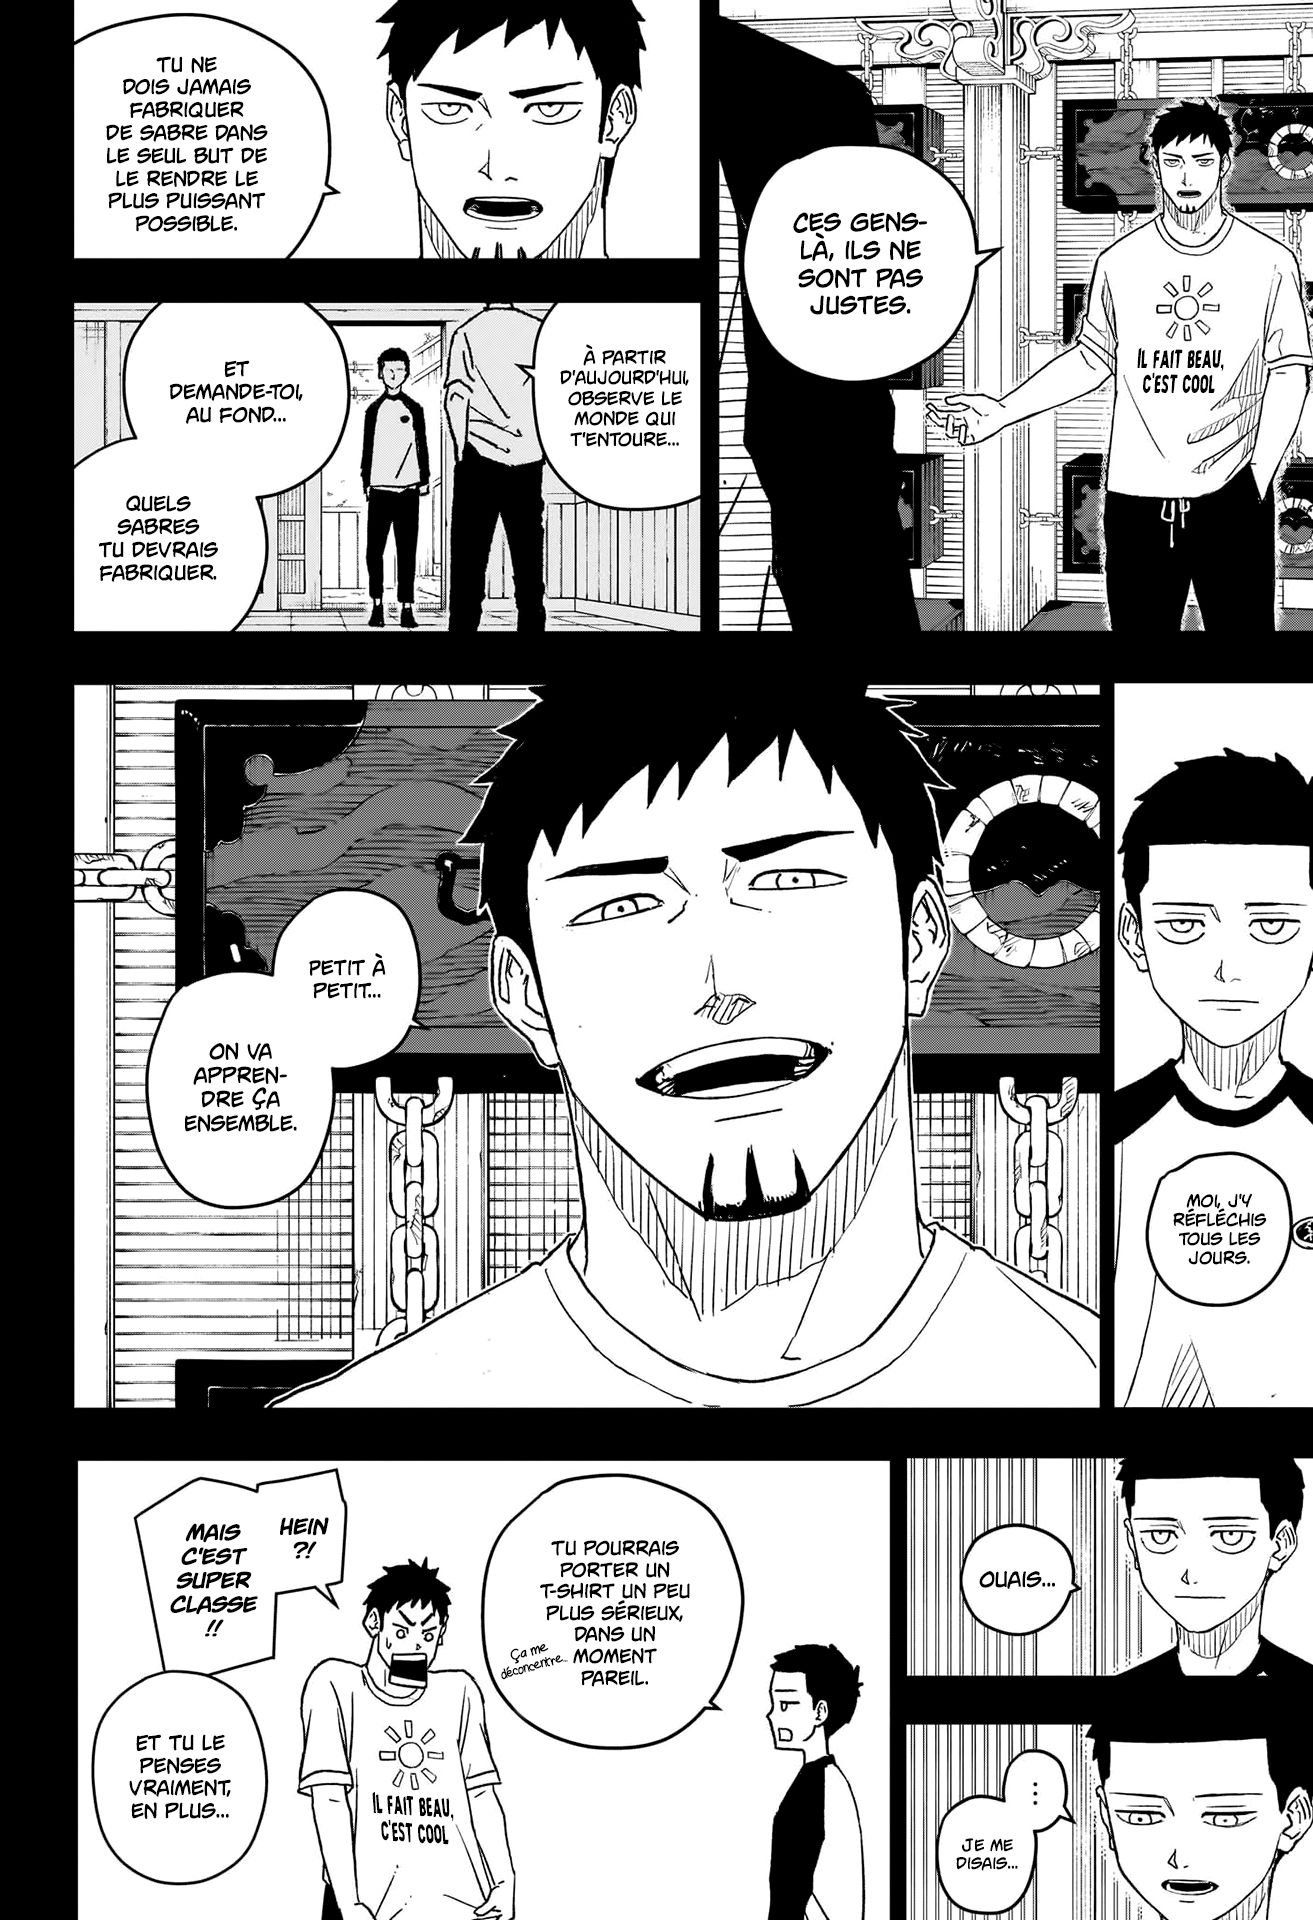 CES GENS-
LÀ, ILS NE
SONT PAS
JUSTES.
IL FAIT BEAU,
C'EST COOL
TU NE
DOIS JAMAIS
FABRIQUER
DE SABRE DANS
LE SEUL BUT DE
LE RENDRE LE
PLUS PUISSANT
POSSIBLE.
À PARTIR
D'AUJOURD'HUI,
OBSERVE LE
MONDE QUI
T'ENTOURE...
ET
DEMANDE-TOI,
AU FOND...
QUELS
SABRES
TU DEVRAIS
FABRIQUER.
MOI, J'Y
RÉFLÉCHIS
TOUS LES
JOURS.
PETIT À
PETIT...
ON VA
APPREN-
DRE ÇA
ENSEMBLE.
OUAIS...
...
JE ME
DISAIS...
TU POURRAIS
PORTER UN
T-SHIRT UN PEU
PLUS SÉRIEUX,
DANS UN
MOMENT
PAREIL.
Ça me
déconcentre...
HEIN
?!
MAIS
C'EST
SUPER
CLASSE
!!
ET TU LE
PENSES
VRAIMENT,
EN PLUS...
IL FAIT BEAU,
C'EST COOL